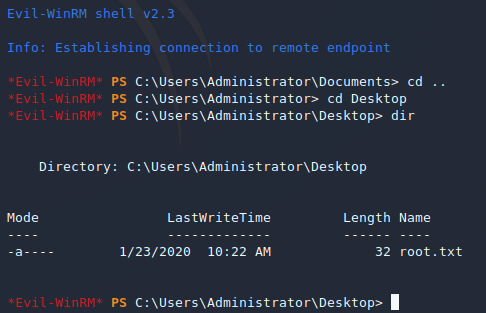 Evil-WinRM shell v2.3
Info: Establishing connection to remote endpoint
*Evil-WinRM* PS C:\Users\Administrator\Documents> cd ..
*Evil-WinRM* PS C:\Users\Administrator> cd Desktop
*Evil-WinRM* PS C:\Users\Administrator\Desktop> dir
    Directory: C:\Users\Administrator\Desktop
Mode                LastWriteTime         Length Name
----                -------------         ------ ----
-a----        1/23/2020  10:22 AM             32 root.txt
*Evil-WinRM* PS C:\Users\Administrator\Desktop>